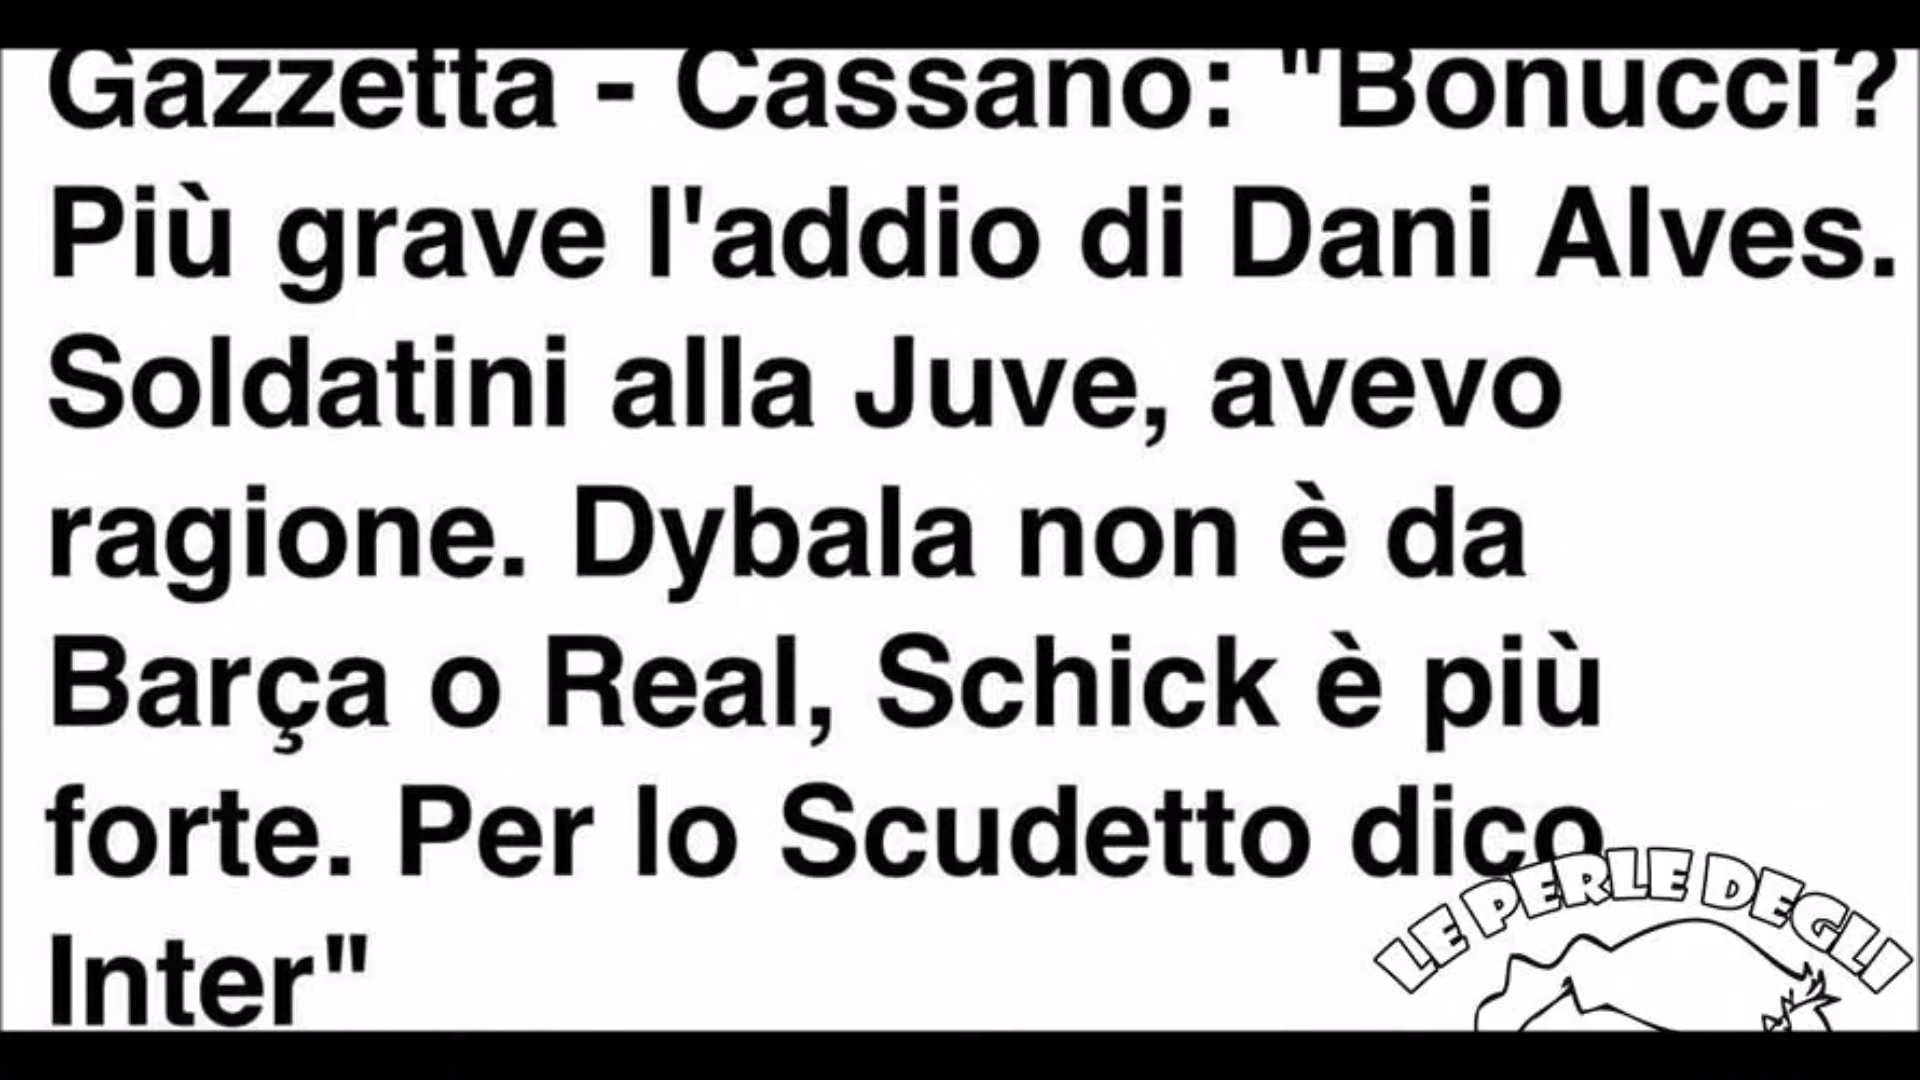 Gazzetta - Cassano: "Bonucci?
Più grave l'addio di Dani Alves.
Soldatini alla Juve, avevo
ragione. Dybala non è da
Barça o Real, Schick è più
forte. Per lo Scudetto dico
Inter"
LE PERLE DEGLI